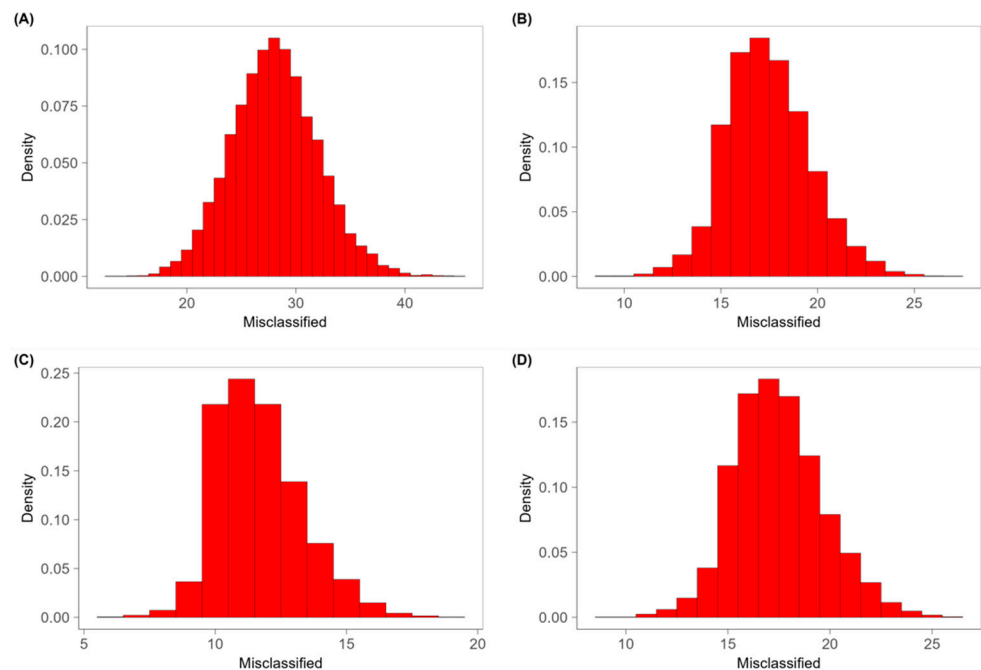 (A)
0.100
0.075
0.050
0.025
0.000
Density
20 30 40
Misclassified
(B)
0.15
0.10
0.05
0.00
Density
10 15 20 25
Misclassified
(C)
0.25
0.20
0.15
0.10
0.05
0.00
Density
5 10 15 20
Misclassified
(D)
0.15
0.10
0.05
0.00
Density
10 15 20 25
Misclassified